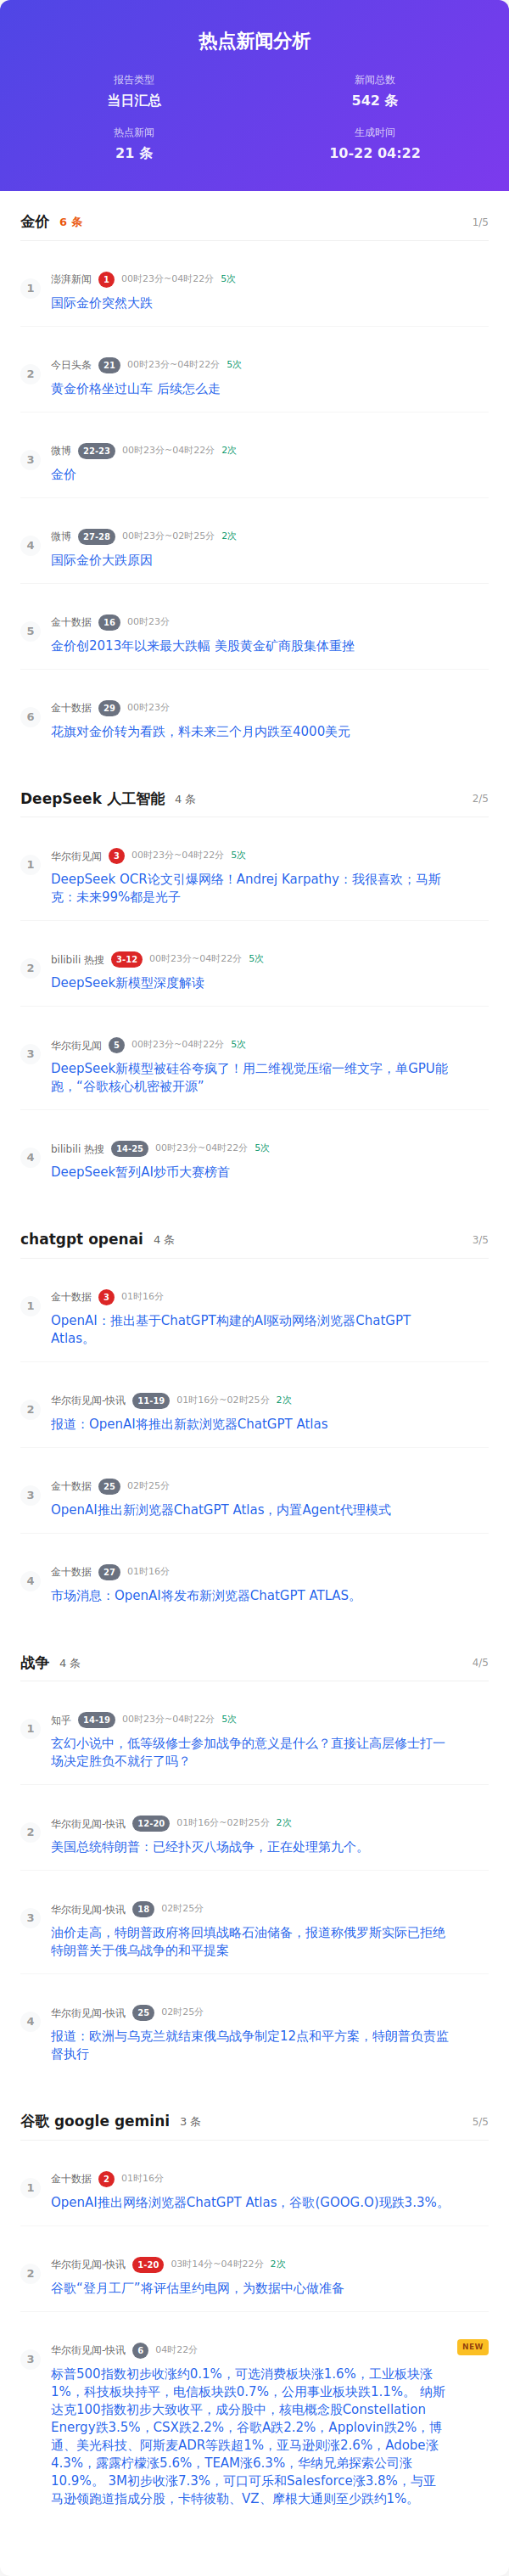 热点新闻分析
报告类型
当日汇总
新闻总数
542 条
热点新闻
21 条
生成时间
10-22 04:22
金价 6 条 1/5
1
澎湃新闻 1 00时23分~04时22分 5次
国际金价突然大跌
2
今日头条 21 00时23分~04时22分 5次
黄金价格坐过山车 后续怎么走
3
微博 22-23 00时23分~04时22分 2次
金价
4
微博 27-28 00时23分~02时25分 2次
国际金价大跌原因
5
金十数据 16 00时23分
金价创2013年以来最大跌幅 美股黄金矿商股集体重挫
6
金十数据 29 00时23分
花旗对金价转为看跌，料未来三个月内跌至4000美元
DeepSeek 人工智能 4 条 2/5
1
华尔街见闻 3 00时23分~04时22分 5次
DeepSeek OCR论文引爆网络！Andrej Karpathy：我很喜欢；马斯
克：未来99%都是光子
2
bilibili 热搜 3-12 00时23分~04时22分 5次
DeepSeek新模型深度解读
3
华尔街见闻 5 00时23分~04时22分 5次
DeepSeek新模型被硅谷夸疯了！用二维视觉压缩一维文字，单GPU能
跑，“谷歌核心机密被开源”
4
bilibili 热搜 14-25 00时23分~04时22分 5次
DeepSeek暂列AI炒币大赛榜首
chatgpt openai 4 条 3/5
1
金十数据 3 01时16分
OpenAI：推出基于ChatGPT构建的AI驱动网络浏览器ChatGPT
Atlas。
2
华尔街见闻-快讯 11-19 01时16分~02时25分 2次
报道：OpenAI将推出新款浏览器ChatGPT Atlas
3
金十数据 25 02时25分
OpenAI推出新浏览器ChatGPT Atlas，内置Agent代理模式
4
金十数据 27 01时16分
市场消息：OpenAI将发布新浏览器ChatGPT ATLAS。
战争 4 条 4/5
1
知乎 14-19 00时23分~04时22分 5次
玄幻小说中，低等级修士参加战争的意义是什么？直接让高层修士打一
场决定胜负不就行了吗？
2
华尔街见闻-快讯 12-20 01时16分~02时25分 2次
美国总统特朗普：已经扑灭八场战争，正在处理第九个。
3
华尔街见闻-快讯 18 02时25分
油价走高，特朗普政府将回填战略石油储备，报道称俄罗斯实际已拒绝
特朗普关于俄乌战争的和平提案
4
华尔街见闻-快讯 25 02时25分
报道：欧洲与乌克兰就结束俄乌战争制定12点和平方案，特朗普负责监
督执行
谷歌 google gemini 3 条 5/5
1
金十数据 2 01时16分
OpenAI推出网络浏览器ChatGPT Atlas，谷歌(GOOG.O)现跌3.3%。
2
华尔街见闻-快讯 1-20 03时14分~04时22分 2次
谷歌“登月工厂”将评估里约电网，为数据中心做准备
3
华尔街见闻-快讯 6 04时22分 NEW
标普500指数初步收涨约0.1%，可选消费板块涨1.6%，工业板块涨
1%，科技板块持平，电信板块跌0.7%，公用事业板块跌1.1%。 纳斯
达克100指数初步大致收平，成分股中，核电概念股Constellation
Energy跌3.5%，CSX跌2.2%，谷歌A跌2.2%，Applovin跌2%，博
通、美光科技、阿斯麦ADR等跌超1%，亚马逊则涨2.6%，Adobe涨
4.3%，露露柠檬涨5.6%，TEAM涨6.3%，华纳兄弟探索公司涨
10.9%。 3M初步收涨7.3%，可口可乐和Salesforce涨3.8%，与亚
马逊领跑道指成分股，卡特彼勒、VZ、摩根大通则至少跌约1%。